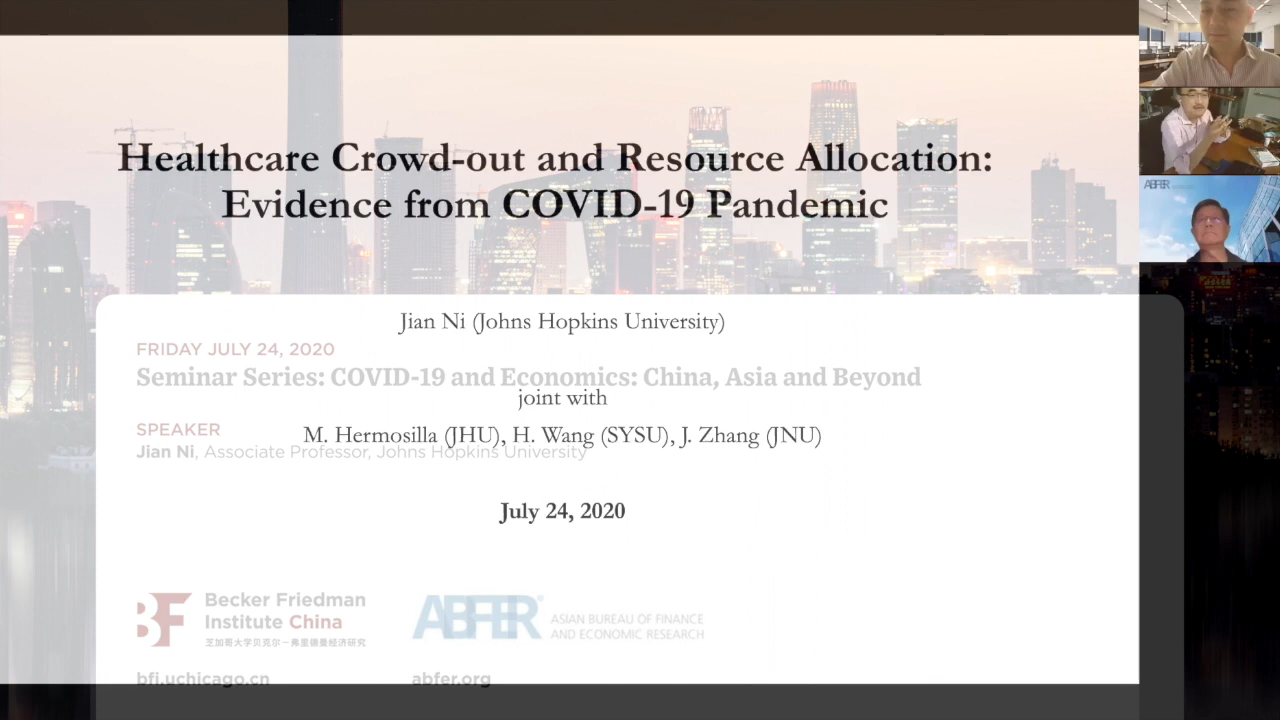 Healthcare Crowd-out and Resource Allocation:
Evidence from COVID-19 Pandemic
Jian Ni (Johns Hopkins University)
FRIDAY JULY 24, 2020
Seminar Series: COVID-19 and Economics: China, Asia and Beyond
joint with
SPEAKER
M. Hermosilla (JHU), H. Wang (SYSU), J. Zhang (JNU)
Jian Ni, Associate Professor, Johns Hopkins University
July 24, 2020
BF
Becker Friedman
Institute China
芝加哥大学贝克尔－弗里德曼经济研究
ABFER
ASIAN BUREAU OF FINANCE
AND ECONOMIC RESEARCH
bfi.uchicago.cn
abfer.org
ABFER